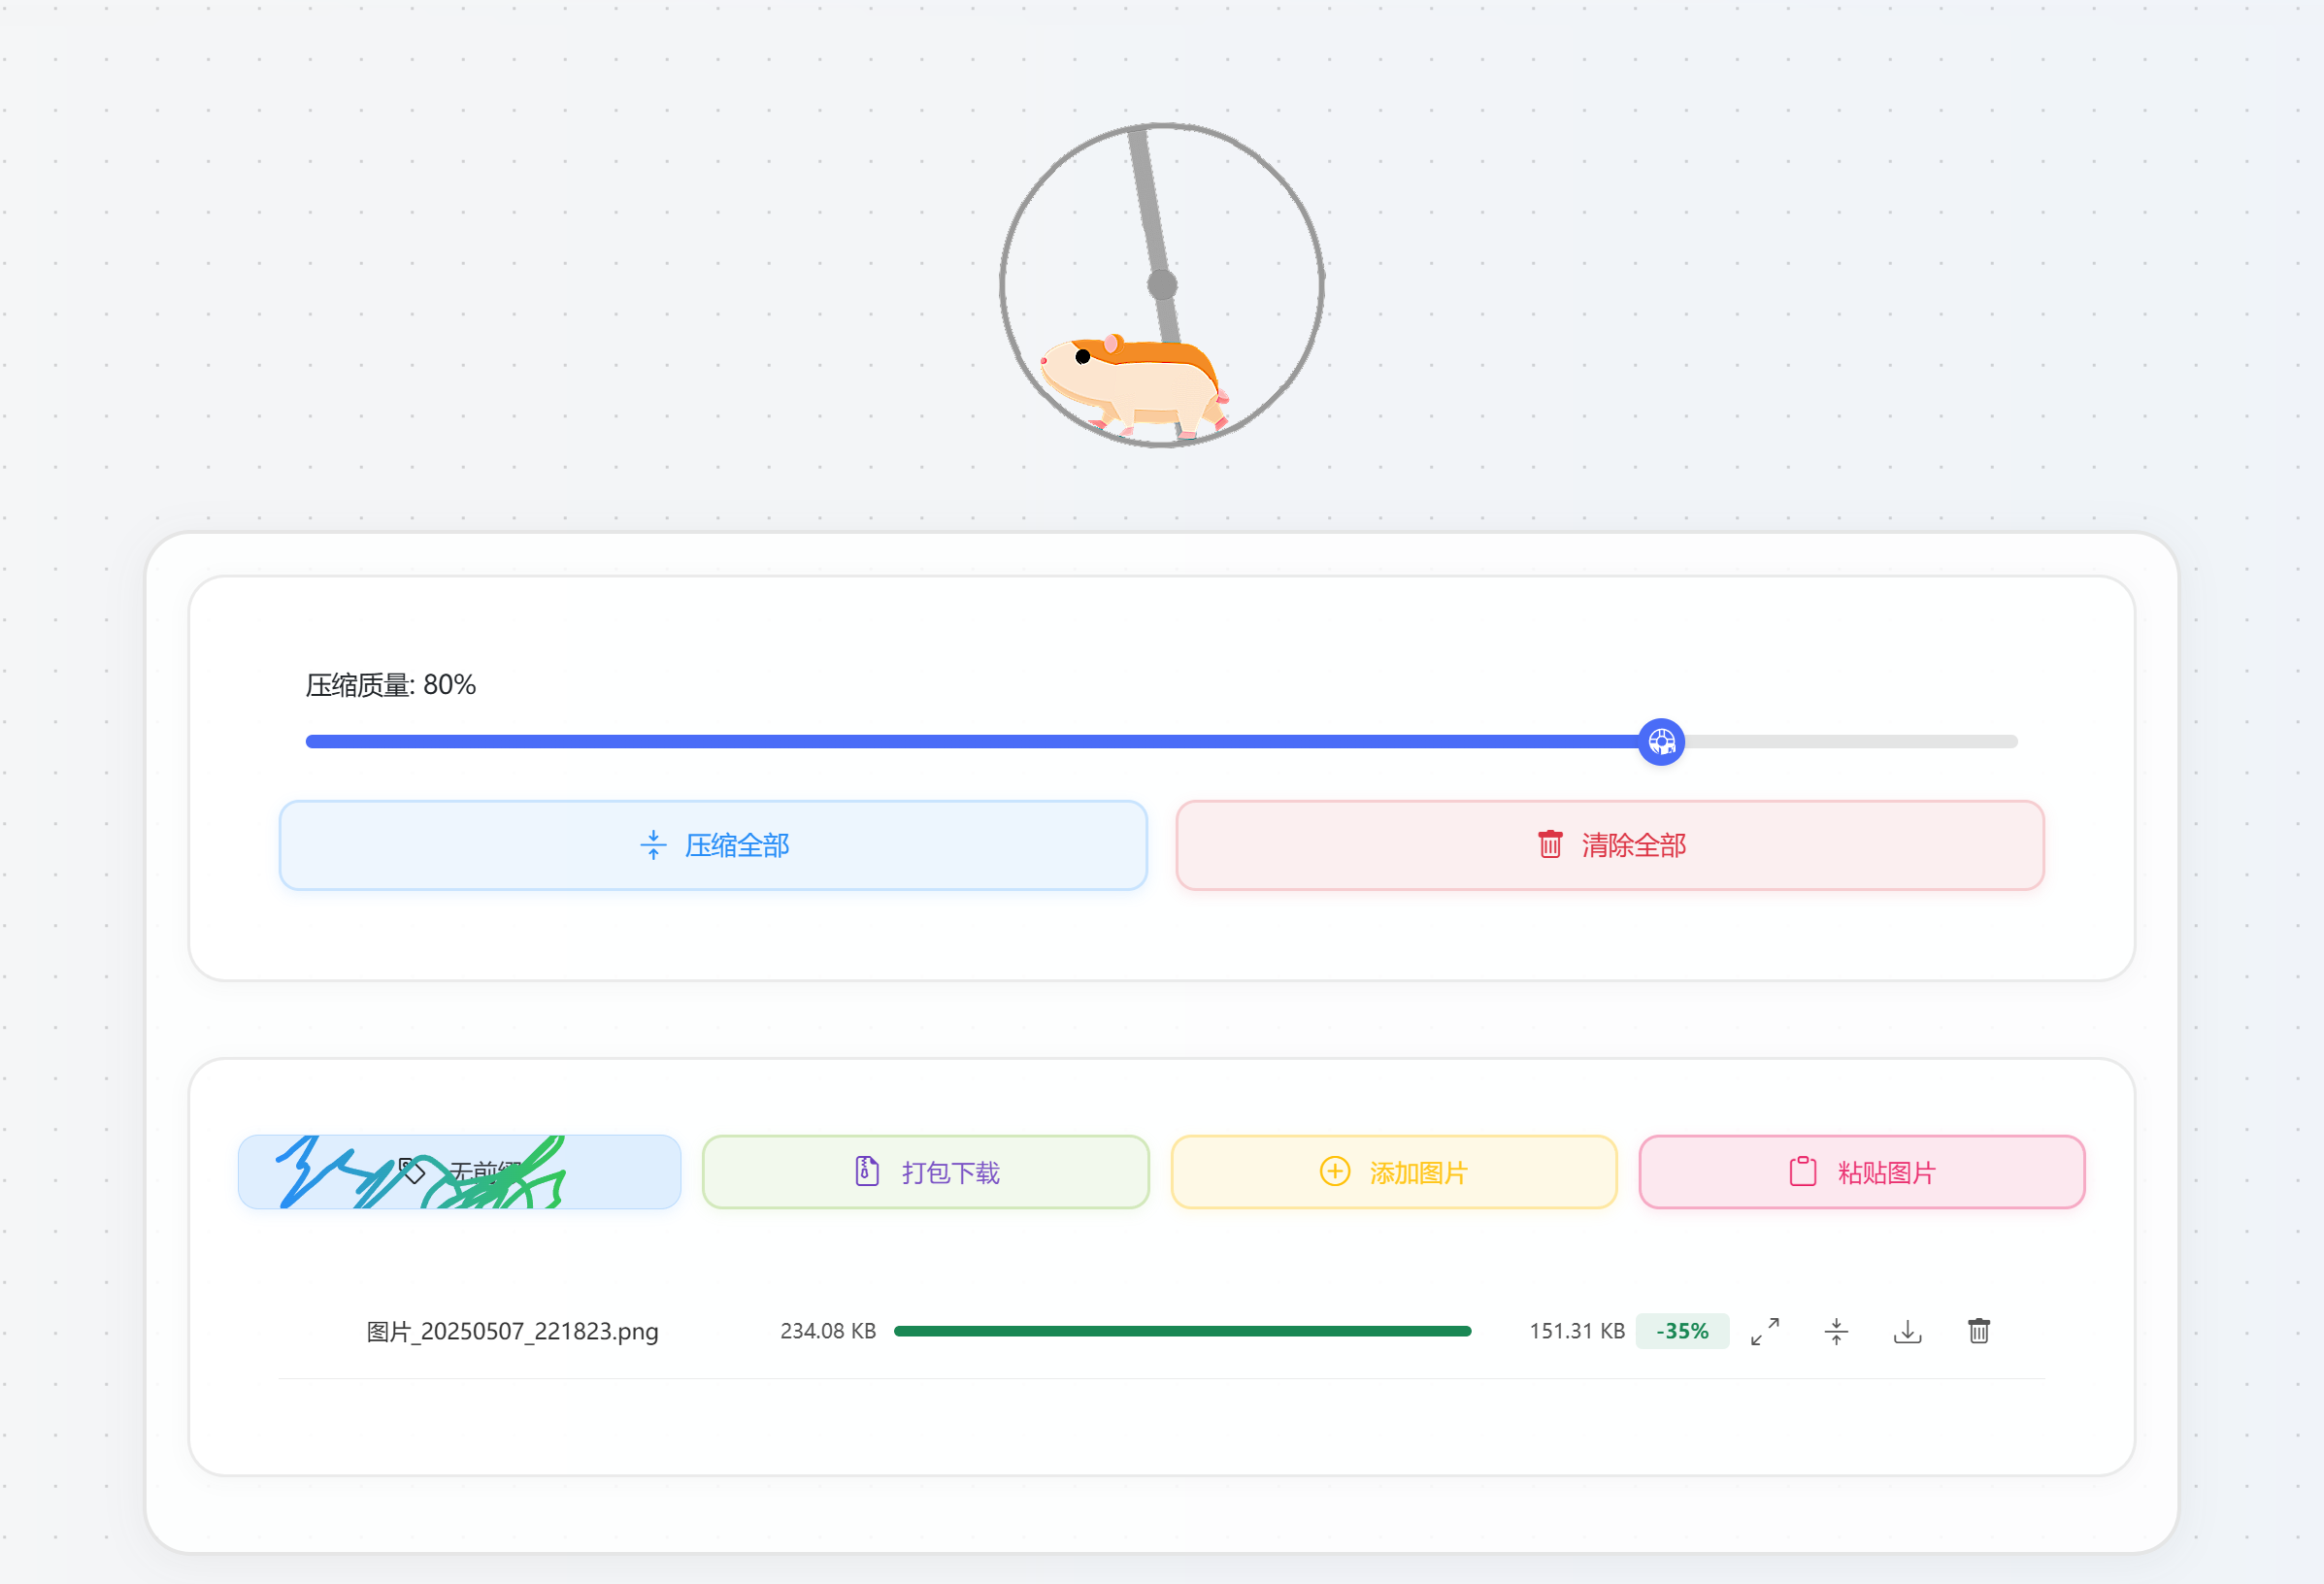 压缩质量: 80%
压缩全部
清除全部
无前缀
打包下载
添加图片
粘贴图片
图片_20250507_221823.png 234.08 KB 151.31 KB -35%